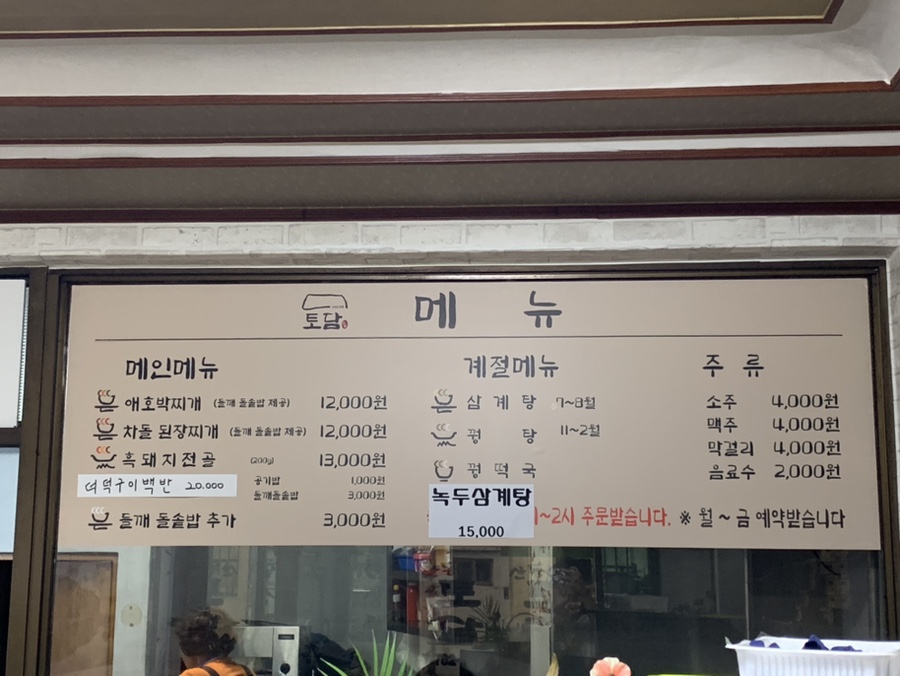 토담
메 뉴
메인메뉴
애호박찌개 (들깨 돌솥밥 제공) 12,000원
차돌 된장찌개 (들깨 돌솥밥 제공) 12,000원
흑돼지전골 (200g) 13,000원
공기밥 1,000원
들깨돌솥밥 3,000원
더덕구이백반 20.000
들깨 돌솥밥 추가 3,000원
계절메뉴
삼 계 탕 7~8월
꿩 탕 11~2월
꿩 떡 국
녹두삼계탕
15,000
~2시 주문받습니다. ※ 월 ~ 금 예약받습니다
주 류
소주 4,000원
맥주 4,000원
막걸리 4,000원
음료수 2,000원